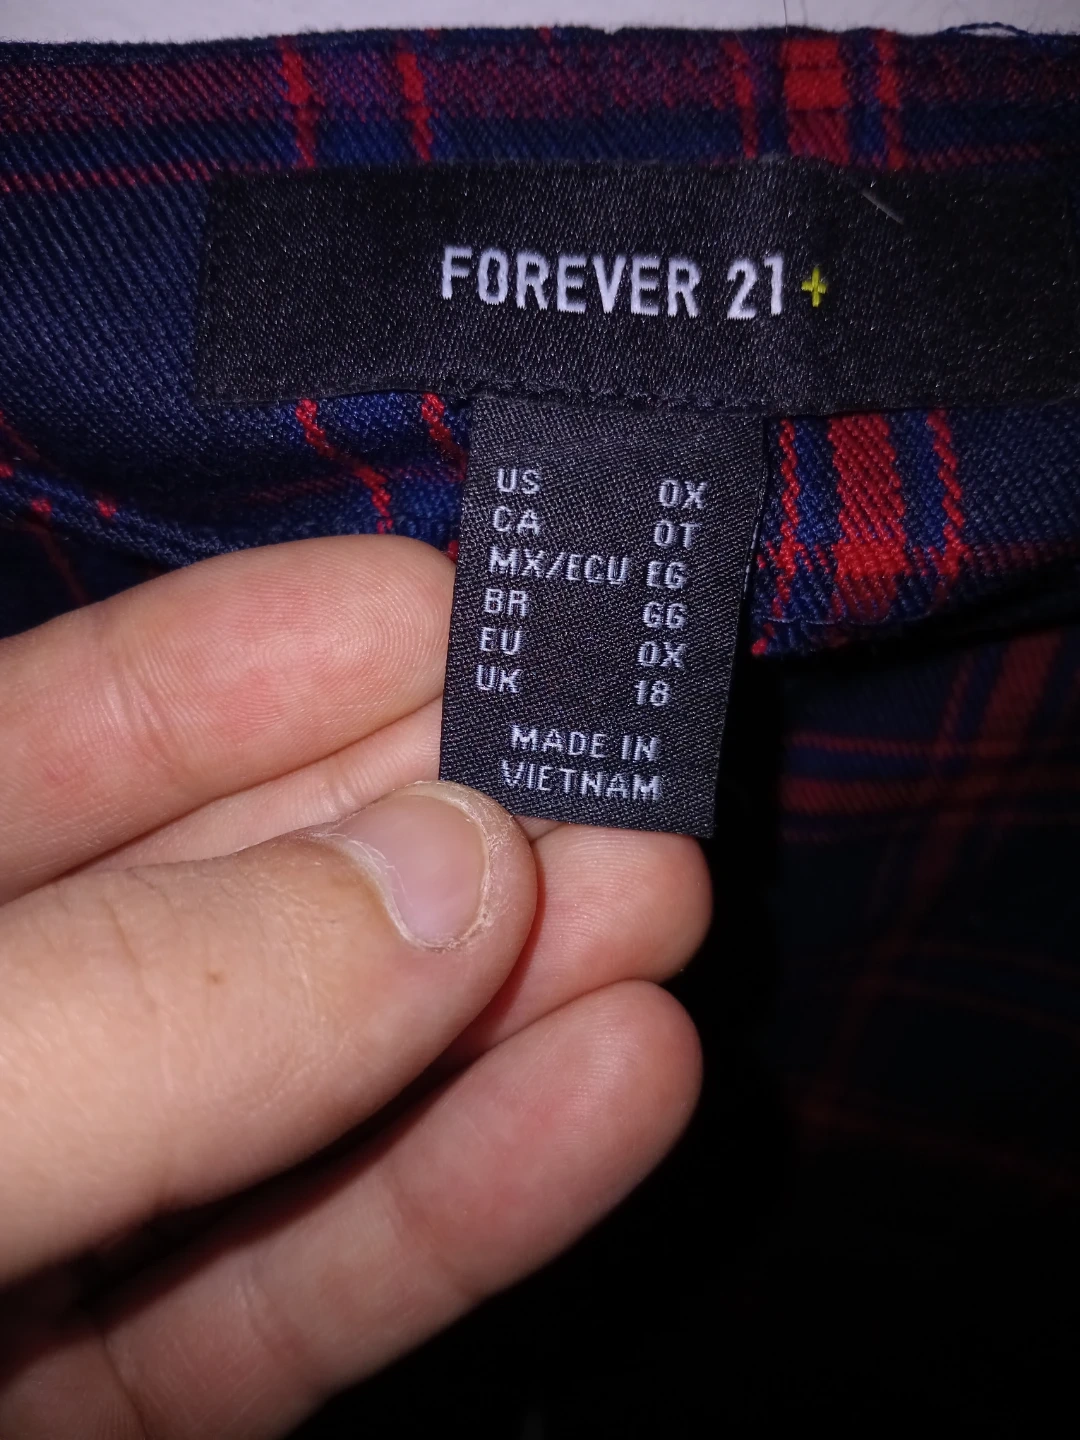 FOREVER 21+
US 0X
CA 0T
MX/ECU EG
BR GG
EU 0X
UK 18
MADE IN
VIETNAM